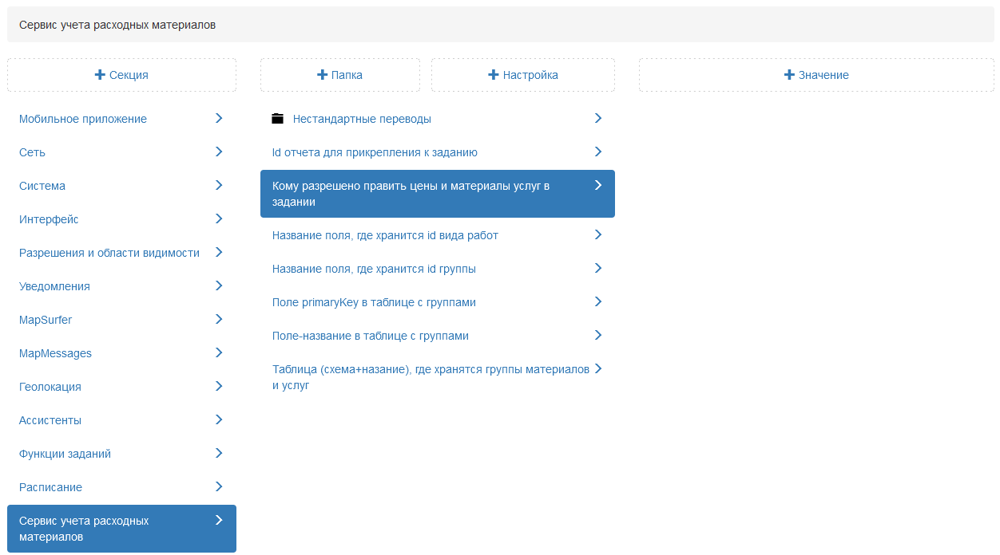 Сервис учета расходных материалов
Секция
Папка
Настройка
Значение
Мобильное приложение
Сеть
Система
Интерфейс
Разрешения и области видимости
Уведомления
MapSurfer
MapMessages
Геолокация
Ассистенты
Функции заданий
Расписание
Сервис учета расходных
материалов
Нестандартные переводы
Id отчета для прикрепления к заданию
Кому разрешено править цены и материалы услуг в
задании
Название поля, где хранится id вида работ
Название поля, где хранится id группы
Поле primaryKey в таблице с группами
Поле-название в таблице с группами
Таблица (схема+назание), где хранятся группы материалов
и услуг